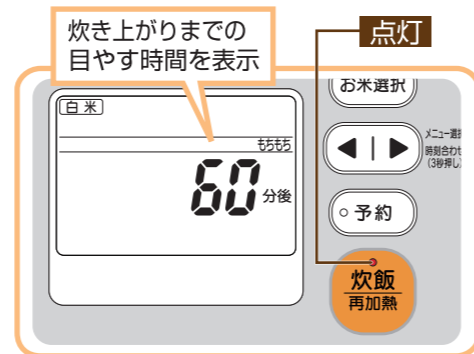 炊き上がりまでの
目やす時間を表示
点灯
白米
もちもち
60分後
お米選択
◀ | ▶
メニュー選
時刻合わせ
(3秒押し)
予約
炊飯
再加熱